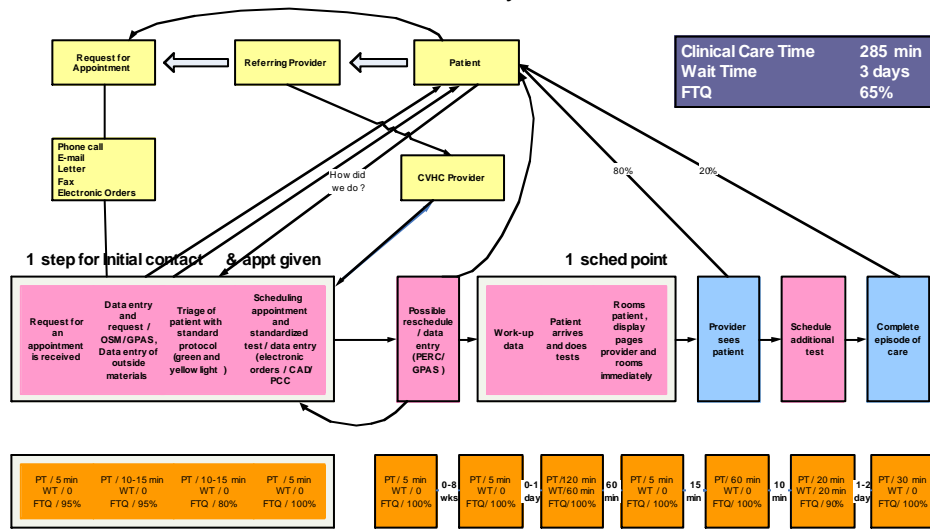 Request for
Appointment
Referring Provider
Patient
Clinical Care Time 285 min
Wait Time 3 days
FTQ 65%
Phone call
E-mail
Letter
Fax
Electronic Orders
How did
we do ?
CVHC Provider
80%
20%
1 step for Initial contact & appt given
1 sched point
Request for
an
appointment
is received
Data entry
and
request /
OSM/GPAS,
Data entry of
outside
materials
Triage of
patient with
standard
protocol
(green and
yellow light )
Scheduling
appointment
and
standardized
test / data entry
(electronic
orders / CAD/
PCC
Possible
reschedule
/ data
entry
(PERC/
GPAS )
Work-up
data
Patient
arrives
and does
tests
Rooms
patient ,
display
pages
provider and
rooms
immediately
Provider
sees
patient
Schedule
additional
test
Complete
episode of
care
PT / 5 min
WT / 0
FTQ / 95%
PT / 10-15 min
WT / 0
FTQ / 95%
PT / 10-15 min
WT / 0
FTQ / 80%
PT / 5 min
WT / 0
FTQ / 100%
PT / 5 min
WT / 0
FTQ / 100%
0-8
wks
PT / 5 min
WT / 0
FTQ / 100%
0-1
day
PT /120 min
WT/60 min
FTQ/ 100%
60
min
PT / 5 min
WT / 0
FTQ/ 100%
15
min
PT/ 60 min
WT / 0
FTQ/ 100%
10
min
PT / 20 min
WT/ 20 min
FTQ/ 90%
1-2
day
PT / 30 min
WT / 0
FTQ/ 100%